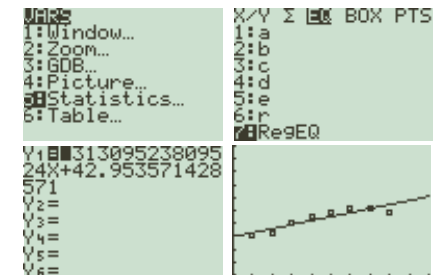 VARS
1:Window…
2:Zoom…
3:GDB…
4:Picture…
5:Statistics…
6:Table…
X/Y Σ EQ BOX PTS
1:a
2:b
3:c
4:d
5:e
6:r
7:RegEQ
Y1=.313095238095
24X+42.953571428
571
Y2=
Y3=
Y4=
Y5=
Y6=